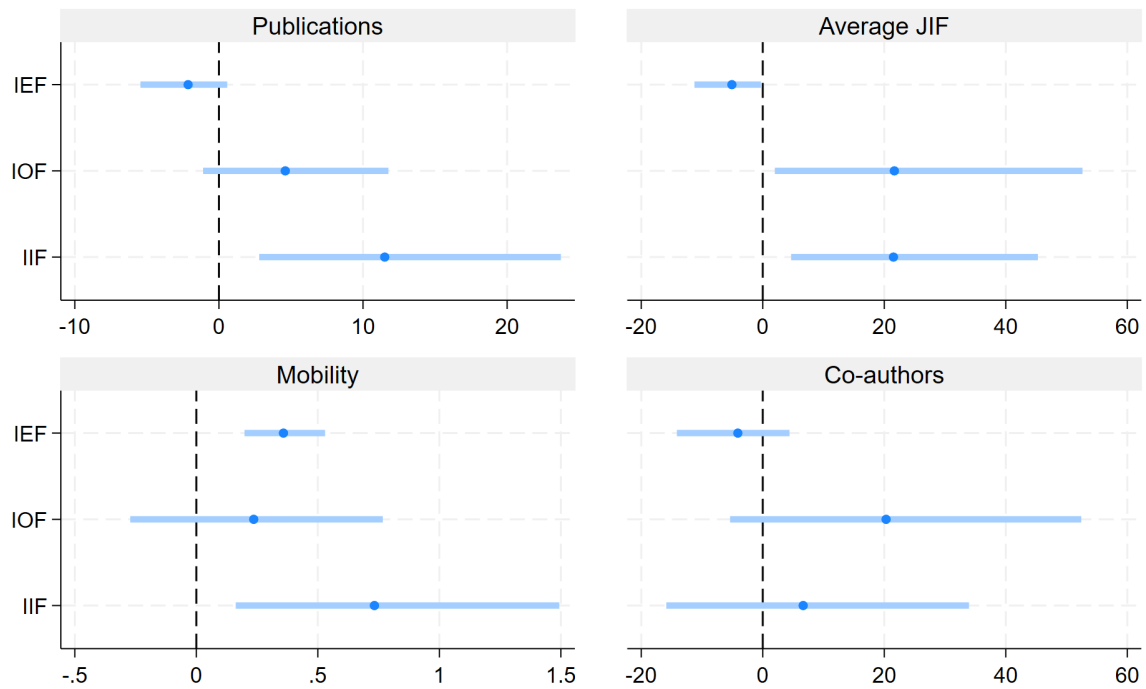 Publications
Average JIF
IEF
IOF
IIF
-10 0 10 20
-20 0 20 40 60
Mobility
Co-authors
IEF
IOF
IIF
-.5 0 .5 1 1.5
-20 0 20 40 60